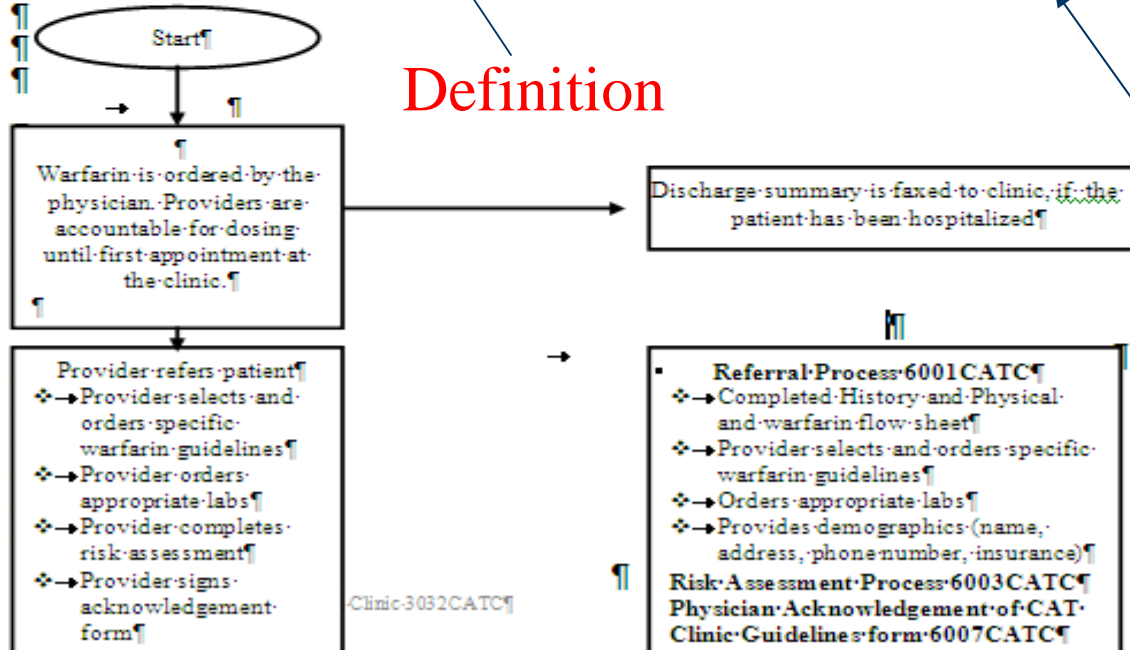 Start
Definition
Warfarin is ordered by the
physician. Providers are
accountable for dosing
until first appointment at
the clinic.
Discharge summary is faxed to clinic, if the
patient has been hospitalized
Provider refers patient
Provider selects and
orders specific
warfarin guidelines
Provider orders
appropriate labs
Provider completes
risk assessment
Provider signs
acknowledgement
form
Clinic 3032CATC
Referral Process 6001CATC
Completed History and Physical
and warfarin flow sheet
Provider selects and orders specific
warfarin guidelines
Orders appropriate labs
Provides demographics (name,
address, phone number, insurance)
Risk Assessment Process 6003CATC
Physician Acknowledgement of CAT
Clinic Guidelines form 6007CATC